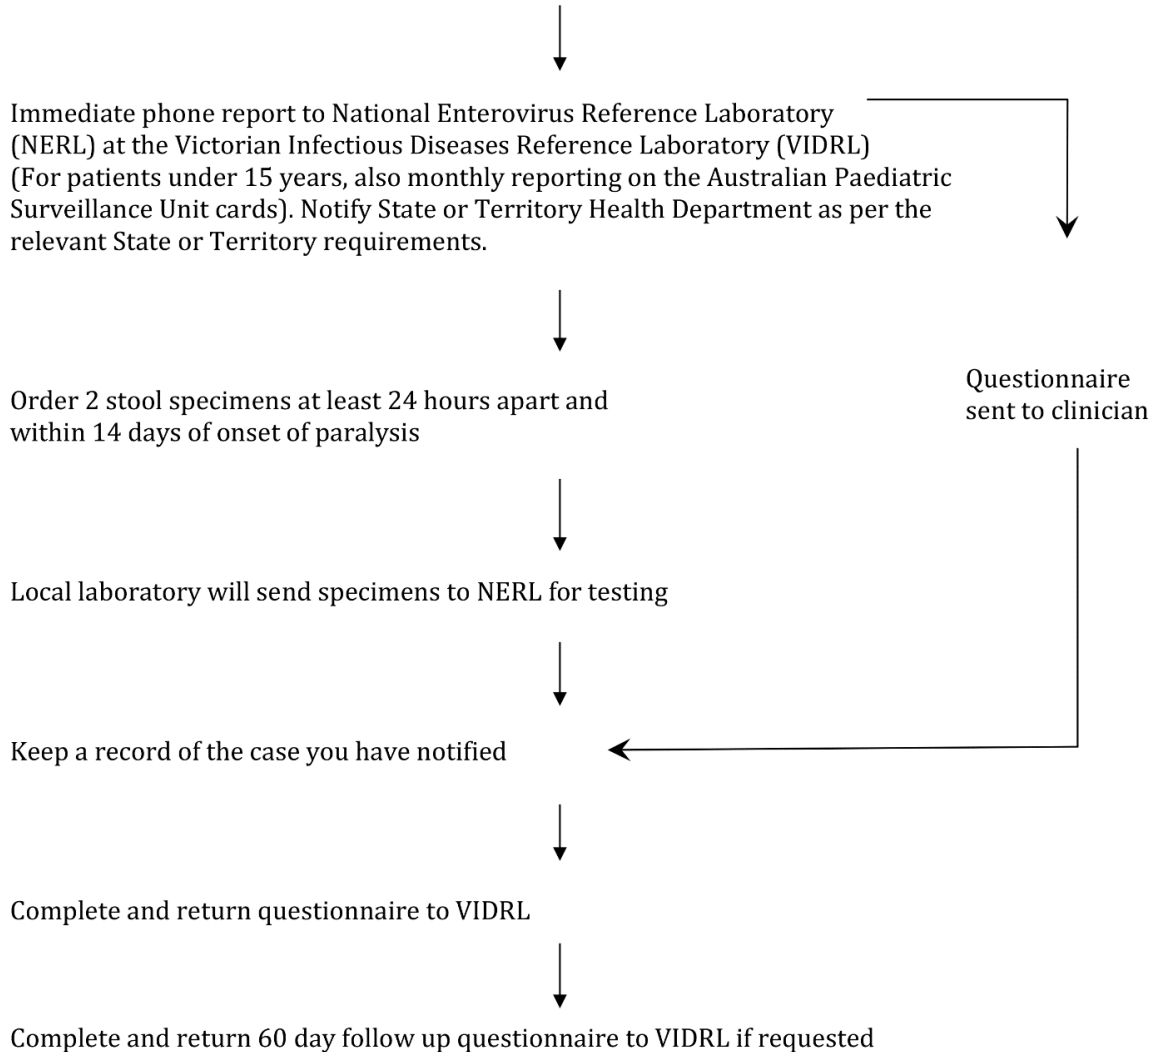 Immediate phone report to National Enterovirus Reference Laboratory
(NERL) at the Victorian Infectious Diseases Reference Laboratory (VIDRL)
(For patients under 15 years, also monthly reporting on the Australian Paediatric
Surveillance Unit cards). Notify State or Territory Health Department as per the
relevant State or Territory requirements.
Order 2 stool specimens at least 24 hours apart and
within 14 days of onset of paralysis
Questionnaire
sent to clinician
Local laboratory will send specimens to NERL for testing
Keep a record of the case you have notified
Complete and return questionnaire to VIDRL
Complete and return 60 day follow up questionnaire to VIDRL if requested